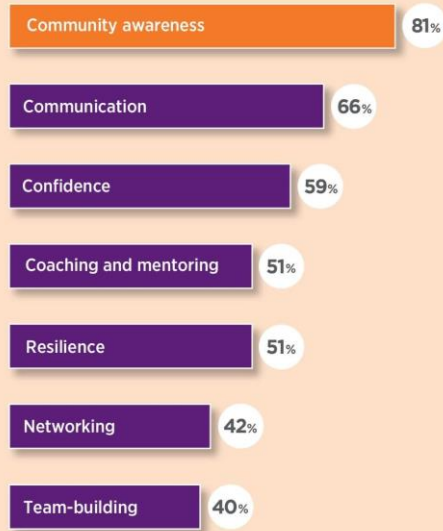 Community awareness 81%
Communication 66%
Confidence 59%
Coaching and mentoring 51%
Resilience 51%
Networking 42%
Team-building 40%